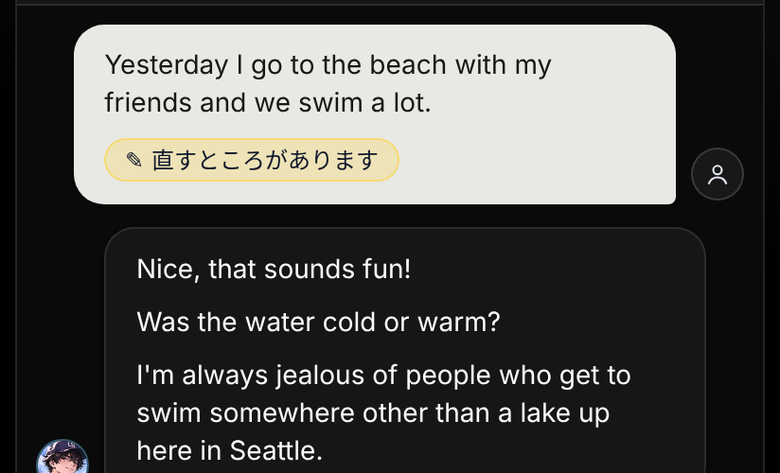 Yesterday I go to the beach with my
friends and we swim a lot.
✎ 直すところがあります
Nice, that sounds fun!
Was the water cold or warm?
I'm always jealous of people who get to
swim somewhere other than a lake up
here in Seattle.